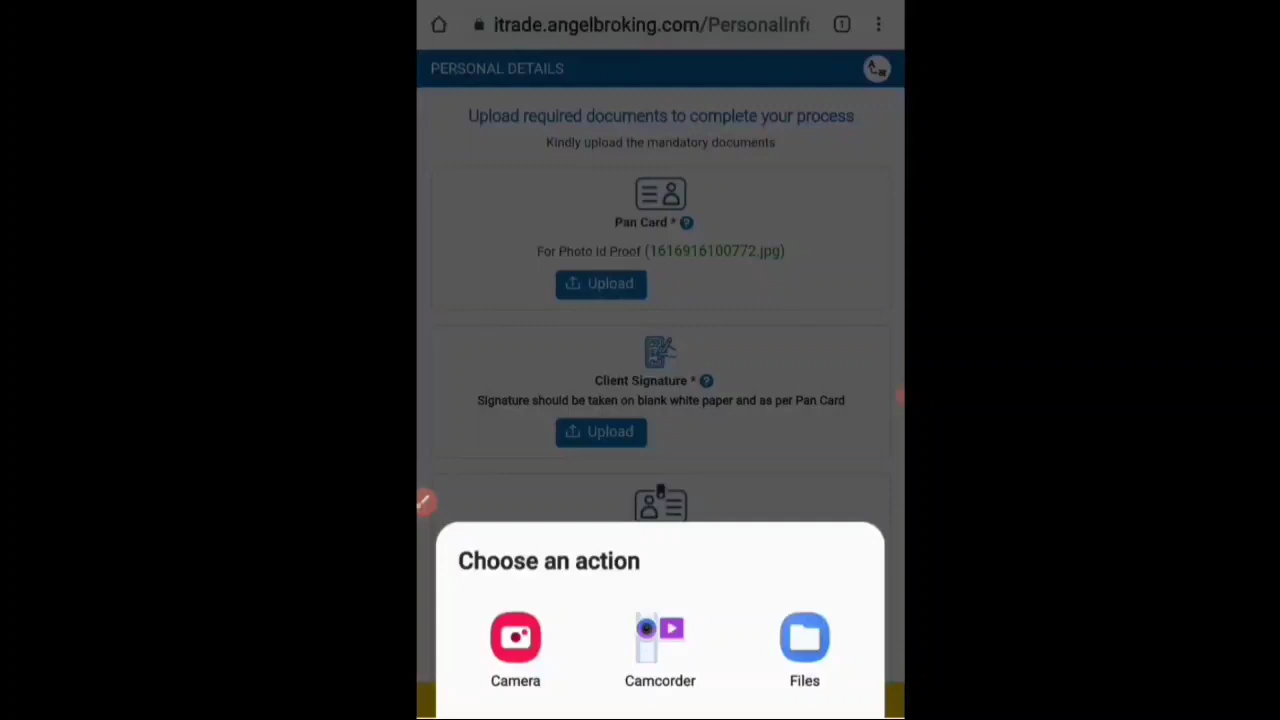 itrade.angelbroking.com/PersonalInf
1
PERSONAL DETAILS
Upload required documents to complete your process
Kindly upload the mandatory documents
Pan Card * ?
For Photo Id Proof (1616916100772.jpg)
Upload
Client Signature * ?
Signature should be taken on blank white paper and as per Pan Card
Upload
Choose an action
Camera
Camcorder
Files